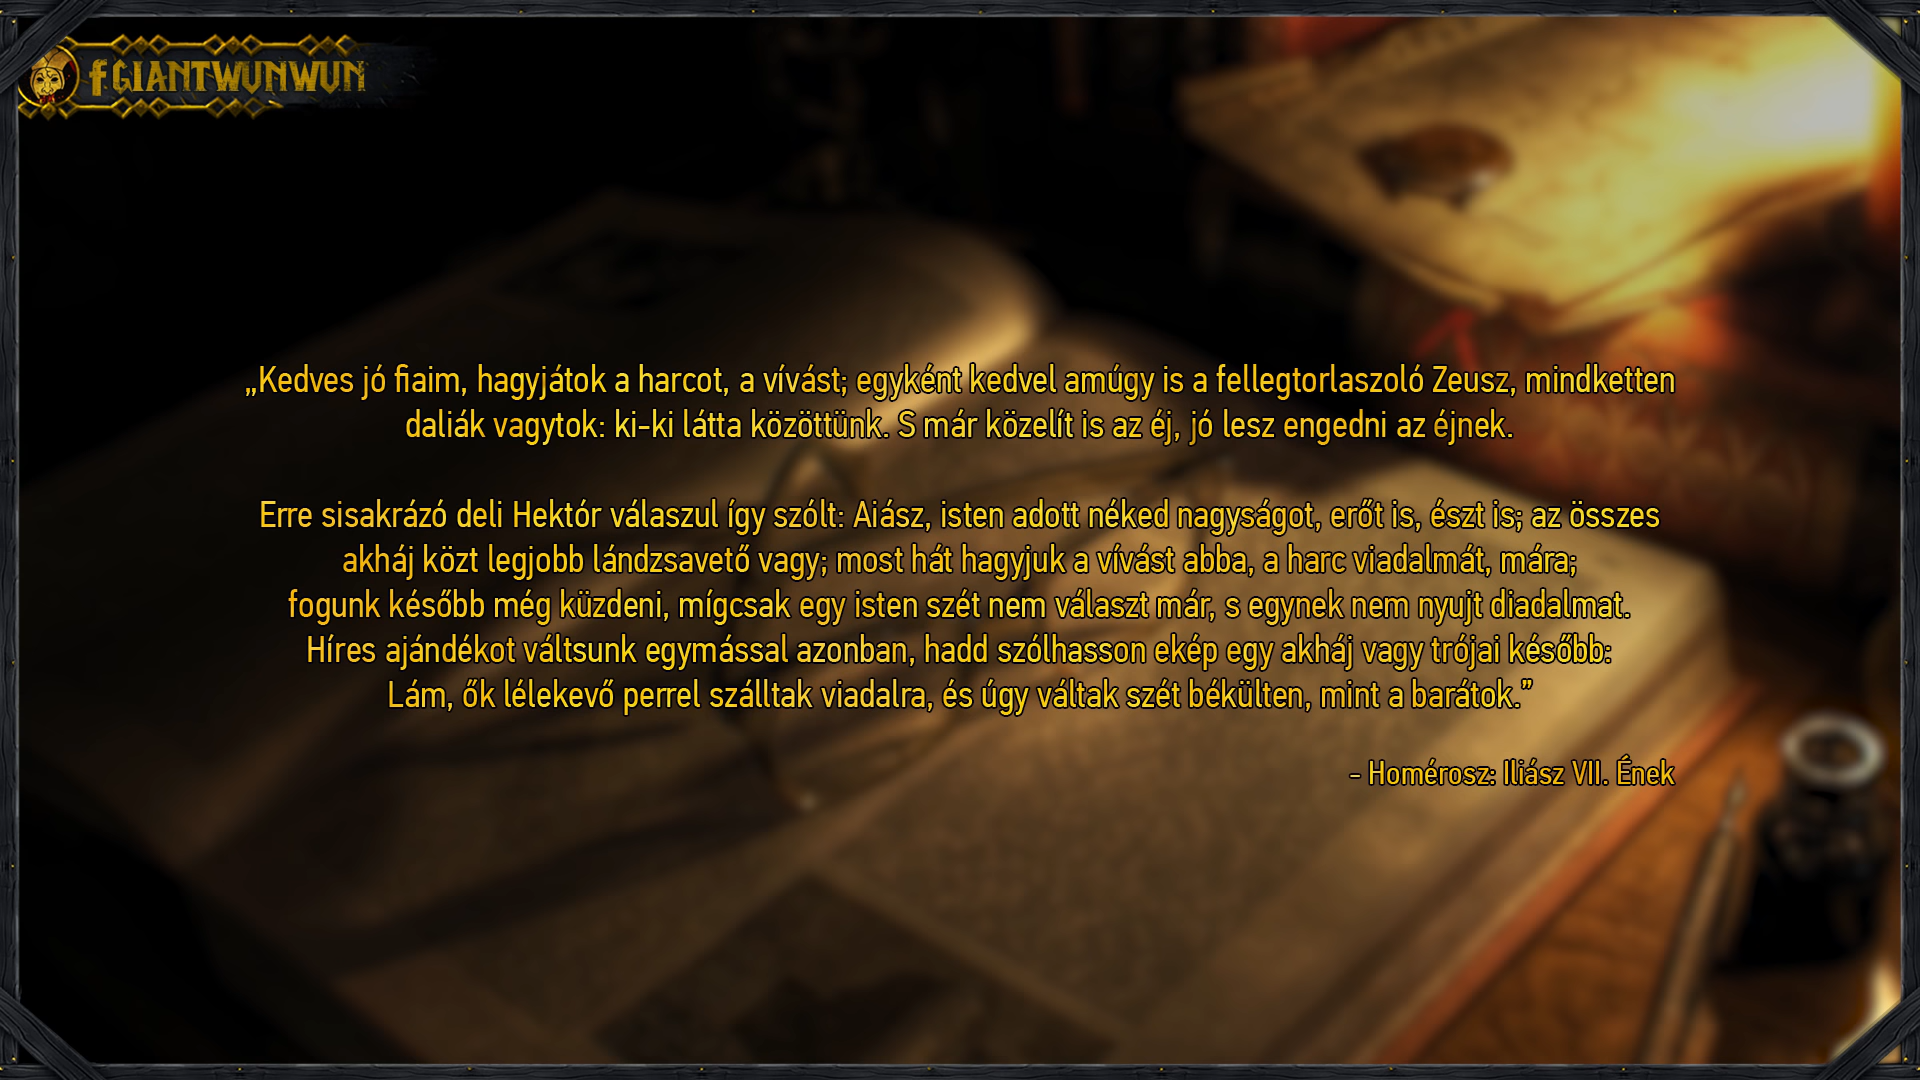 fGIANTWUNWUN
„Kedves jó fiaim, hagyjátok a harcot, a vívást; egyként kedvel amúgy is a fellegtorlaszoló Zeusz, mindketten
daliák vagytok: ki-ki látta közöttünk. S már közelít is az éj, jó lesz engedni az éjnek.
Erre sisakrázó deli Hektór válaszul így szólt: Aiász, isten adott néked nagyságot, erőt is, észt is; az összes
akháj közt legjobb lándzsavető vagy; most hát hagyjuk a vívást abba, a harc viadalmát, mára;
fogunk később még küzdeni, mígcsak egy isten szét nem választ már, s egynek nem nyujt diadalmat.
Híres ajándékot váltsunk egymással azonban, hadd szólhasson ekép egy akháj vagy trójai később:
Lám, ők lélekevő perrel szálltak viadalra, és úgy váltak szét békülten, mint a barátok.”
- Homérosz: Iliász VII. Ének